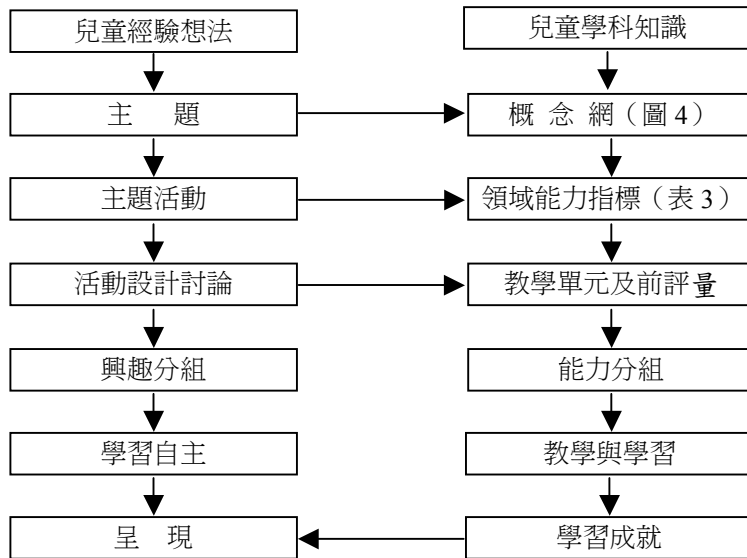 兒童經驗想法
兒童學科知識
主 題
概 念 網（圖 4）
主題活動
領域能力指標（表 3）
活動設計討論
教學單元及前評量
興趣分組
能力分組
學習自主
教學與學習
呈 現
學習成就